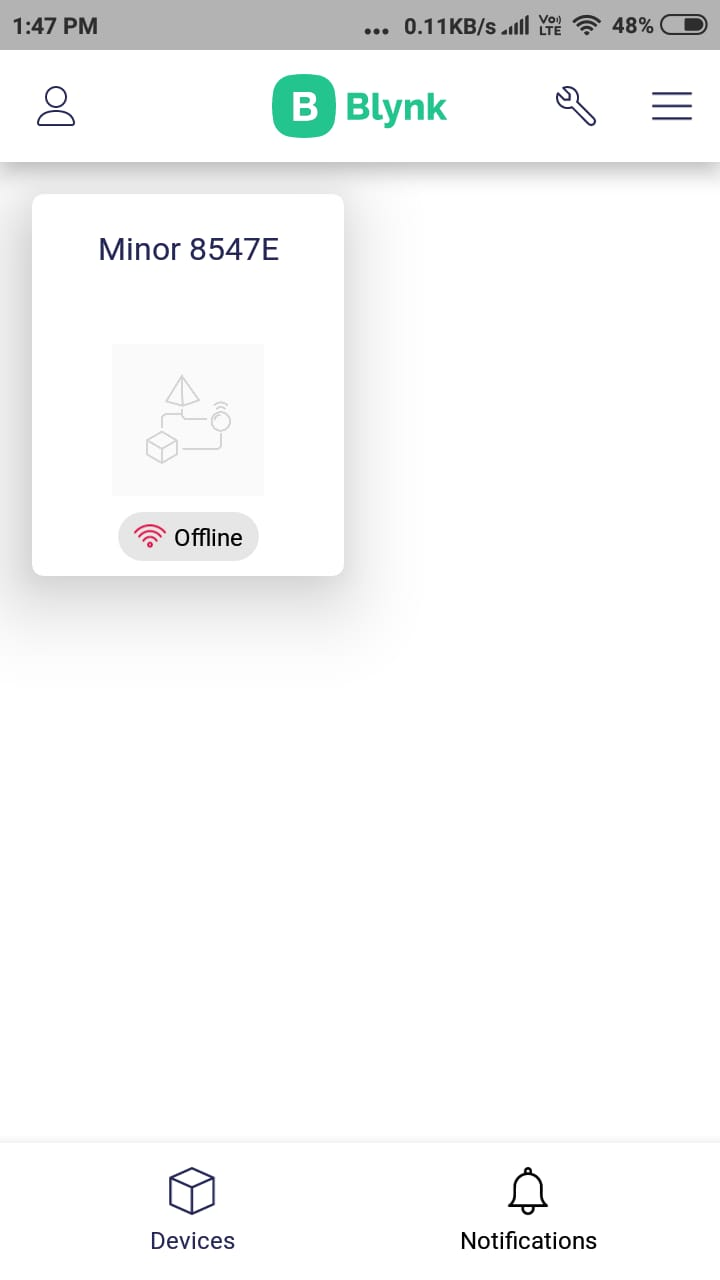 1:47 PM ... 0.11KB/s Vo) LTE 48%
B Blynk
Minor 8547E
Offline
Devices Notifications